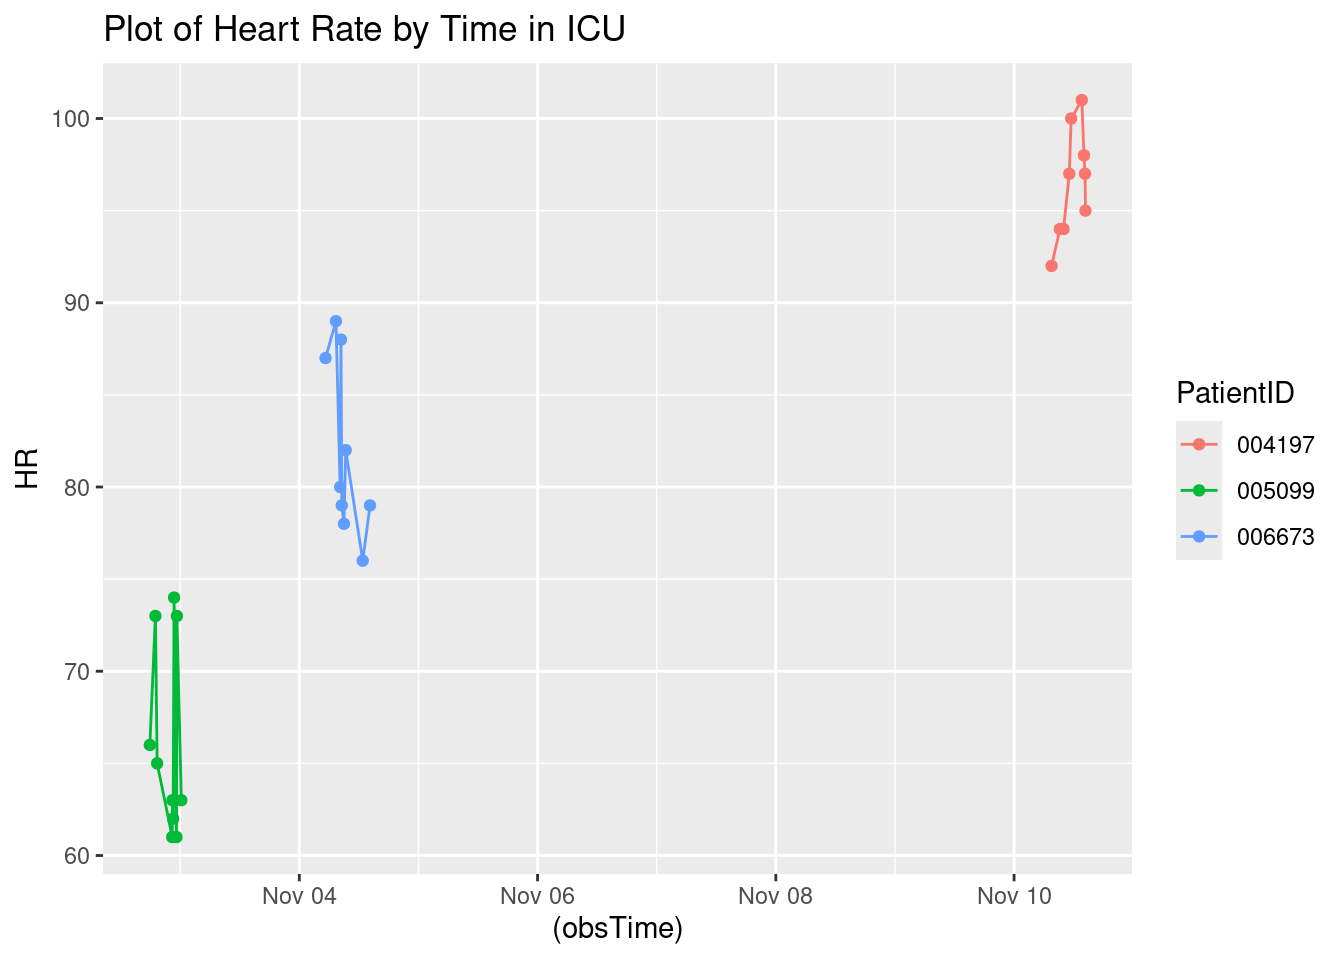 Plot of Heart Rate by Time in ICU
100
90
80
70
60
HR
Nov 04
Nov 06
Nov 08
Nov 10
(obsTime)
PatientID
004197
005099
006673